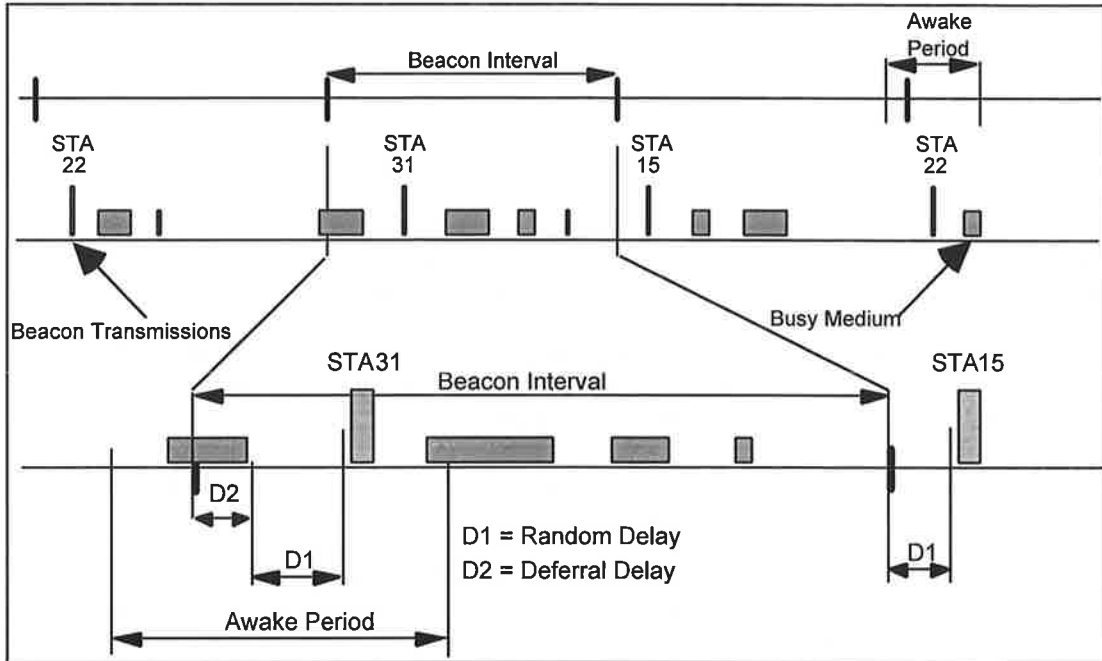 Awake
Period
Beacon Interval
STA
22
STA
31
STA
15
STA
22
Beacon Transmissions
Busy Medium
STA31
Beacon Interval
STA15
D2
D1
D1 = Random Delay
D2 = Deferral Delay
D1
Awake Period